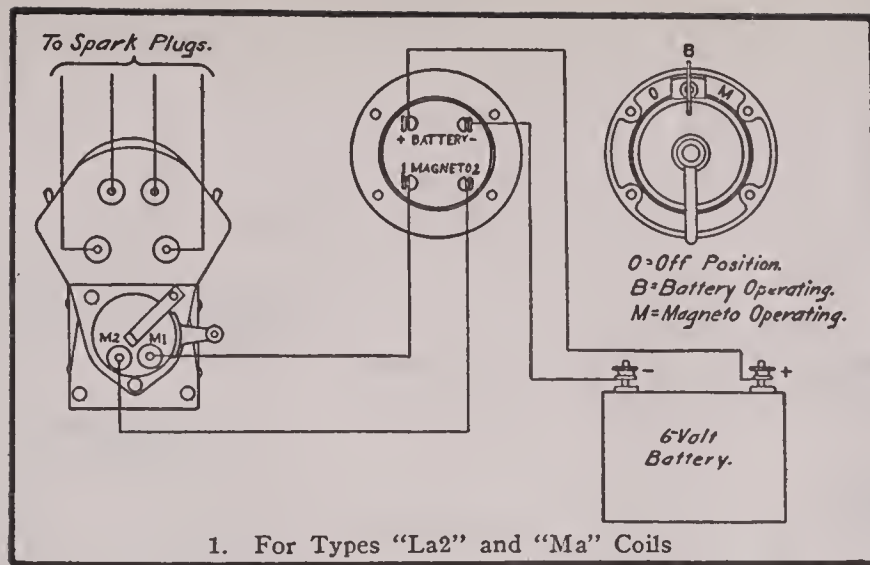 To Spark Plugs.
B
O M
+ BATTERY -
1 MAGNETO 2
O=Off Position.
B=Battery Operating.
M=Magneto Operating.
M2 M1
- +
6-Volt
Battery.
1. For Types "La2" and "Ma" Coils